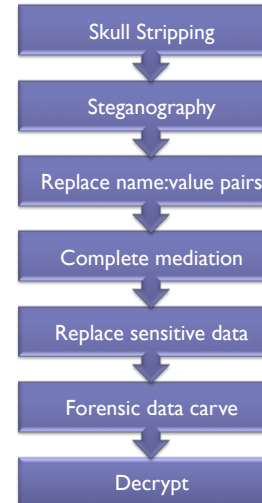 Skull Stripping
Steganography
Replace name:value pairs
Complete mediation
Replace sensitive data
Forensic data carve
Decrypt